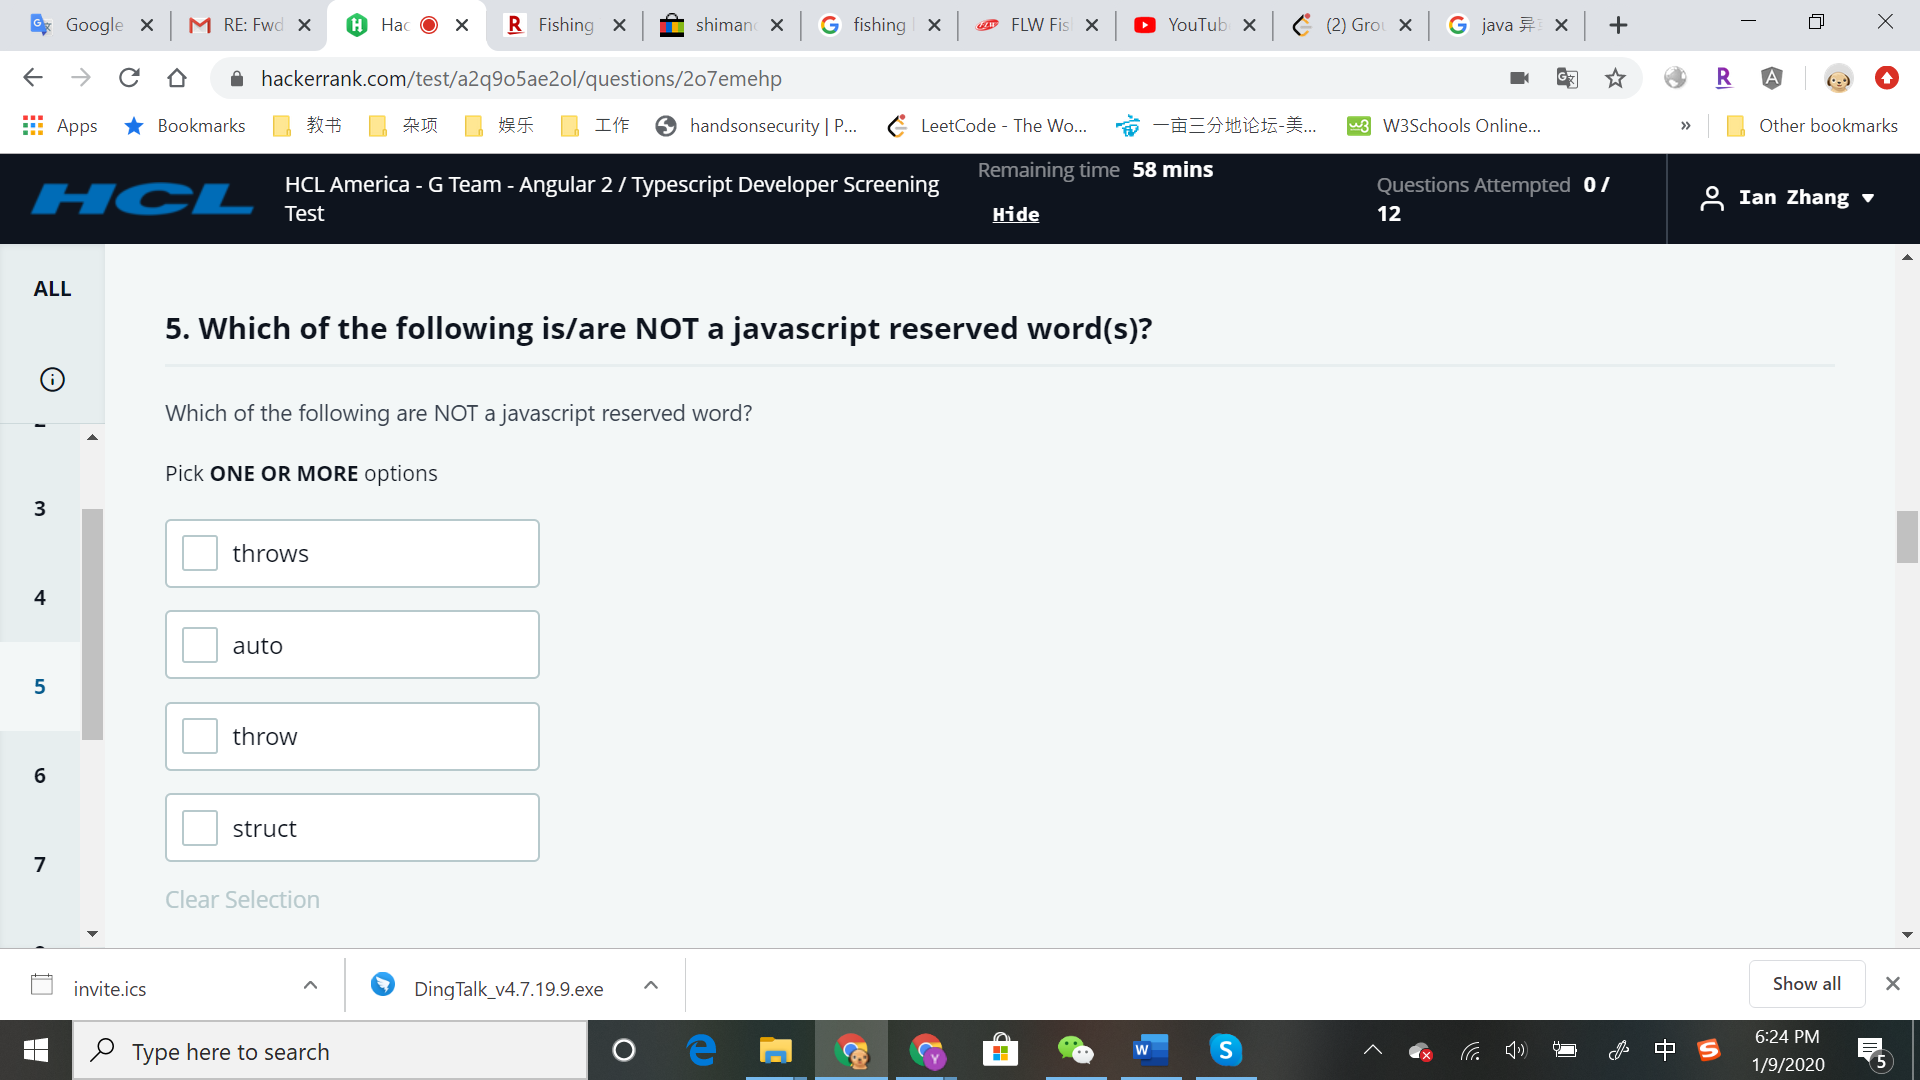 Google
RE: Fwd
Hac
Fishing
shiman
fishing
FLW Fis
YouTub
(2) Grou
java 异
hackerrank.com/test/a2q9o5ae2ol/questions/2o7emehp
Apps
Bookmarks
教书
杂项
娱乐
工作
handsonsecurity | P...
LeetCode - The Wo...
一亩三分地论坛-美...
W3Schools Online...
»
Other bookmarks
HCL
HCL America - G Team - Angular 2 / Typescript Developer Screening
Test
Remaining time 58 mins
Hide
Questions Attempted 0 /
12
Ian Zhang
ALL
3
4
5
6
7
5. Which of the following is/are NOT a javascript reserved word(s)?
Which of the following are NOT a javascript reserved word?
Pick ONE OR MORE options
throws
auto
throw
struct
Clear Selection
invite.ics
DingTalk_v4.7.19.9.exe
Show all
Type here to search
中
6:24 PM
1/9/2020
5